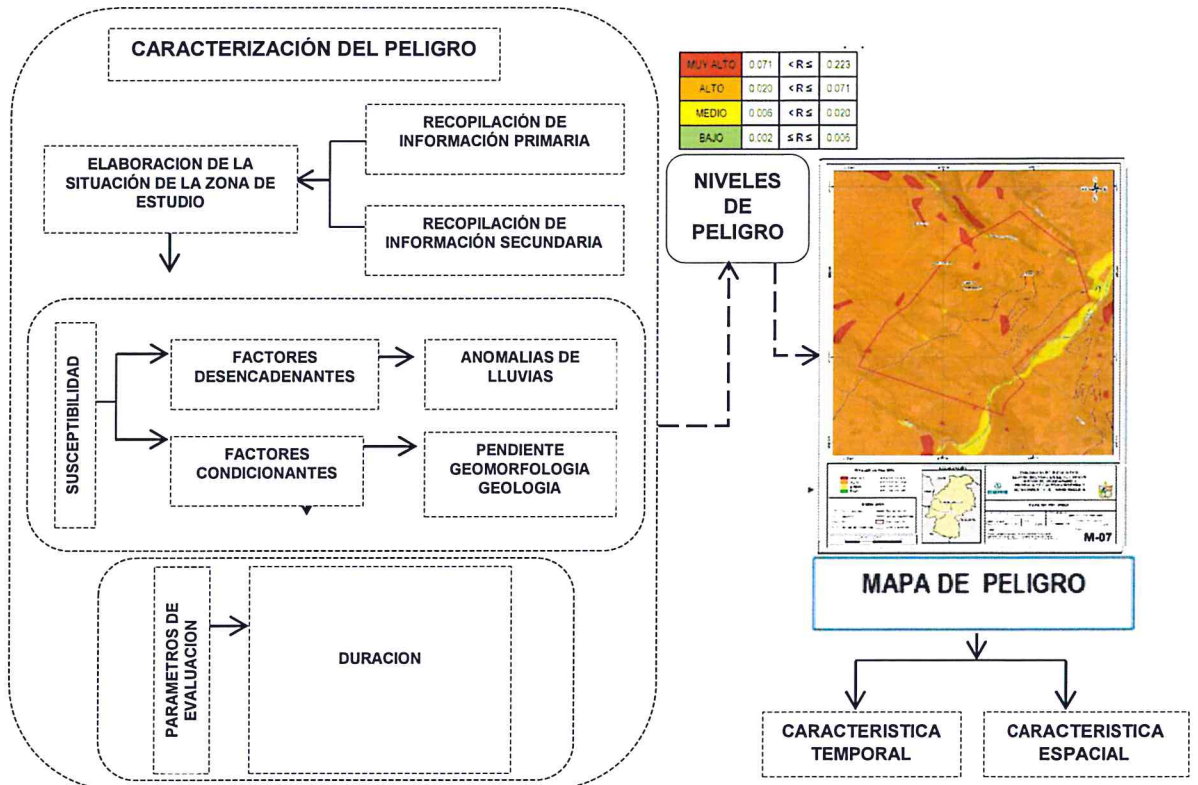 CARACTERIZACIÓN DEL PELIGRO
RECOPILACIÓN DE
INFORMACIÓN PRIMARIA
ELABORACION DE LA
SITUACIÓN DE LA ZONA DE
ESTUDIO
RECOPILACIÓN DE
INFORMACIÓN SECUNDARIA
SUSCEPTIBILIDAD
FACTORES
DESENCADENANTES
ANOMALIAS DE
LLUVIAS
FACTORES
CONDICIONANTES
PENDIENTE
GEOMORFOLOGIA
GEOLOGIA
PARAMETROS DE
EVALUACION
DURACION
MUY ALTO 0.071 < R ≤ 0.223
ALTO 0.020 < R ≤ 0.071
MEDIO 0.006 < R ≤ 0.020
BAJO 0.002 ≤ R ≤ 0.006
NIVELES
DE
PELIGRO
M-07
MAPA DE PELIGRO
CARACTERISTICA
TEMPORAL
CARACTERISTICA
ESPACIAL